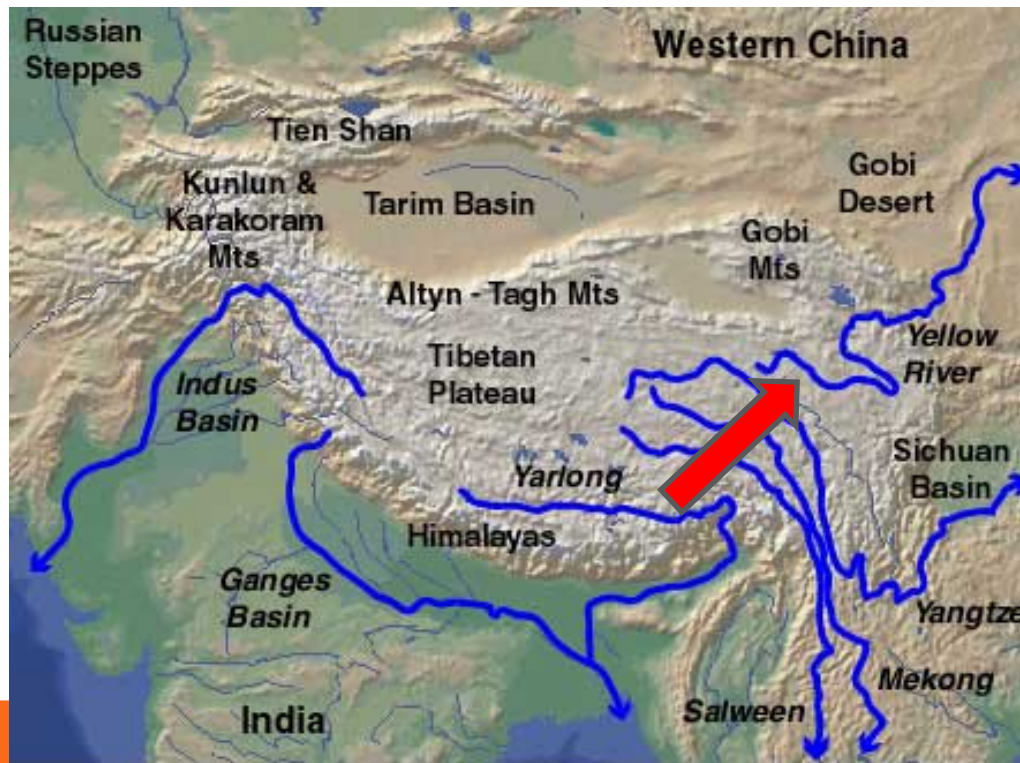 Russian
Steppes
Western China
Tien Shan
Kunlun &
Karakoram
Mts
Tarim Basin
Gobi
Desert
Gobi
Mts
Altyn - Tagh Mts
Tibetan
Plateau
Yellow
River
Indus
Basin
Sichuan
Basin
Yarlong
Himalayas
Ganges
Basin
Yangtze
Mekong
Salween
India